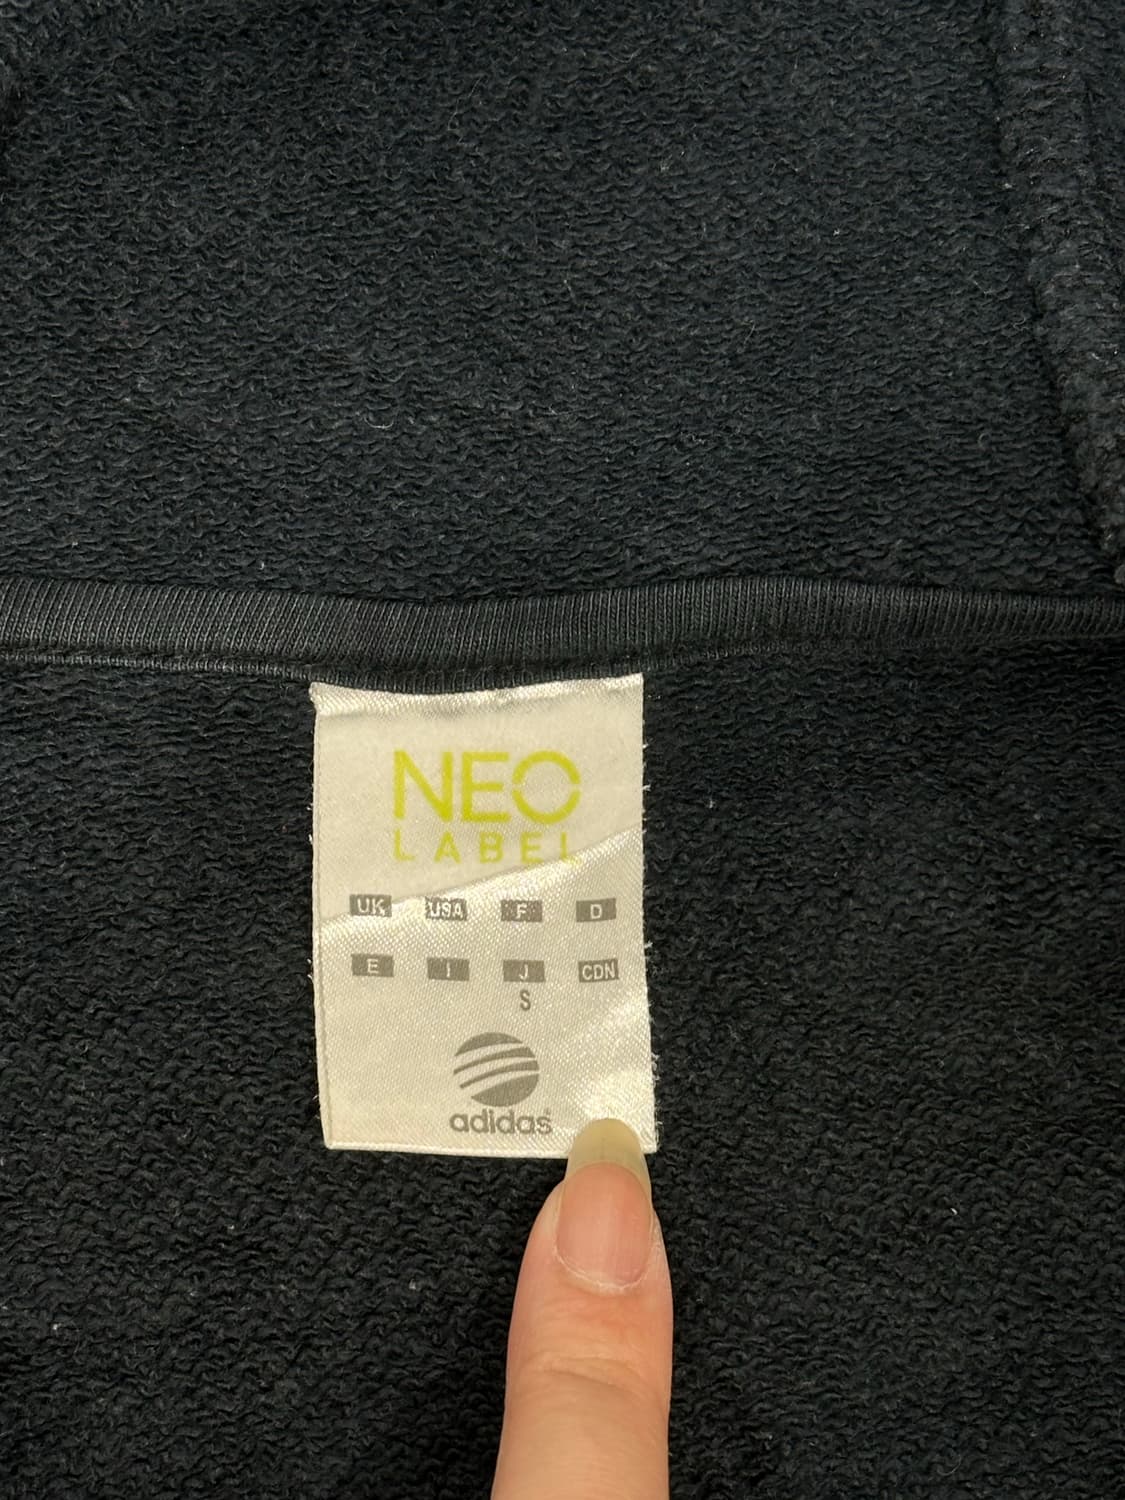 NEO
LABEL
UK USA F D
E I J CDN
S
adidas